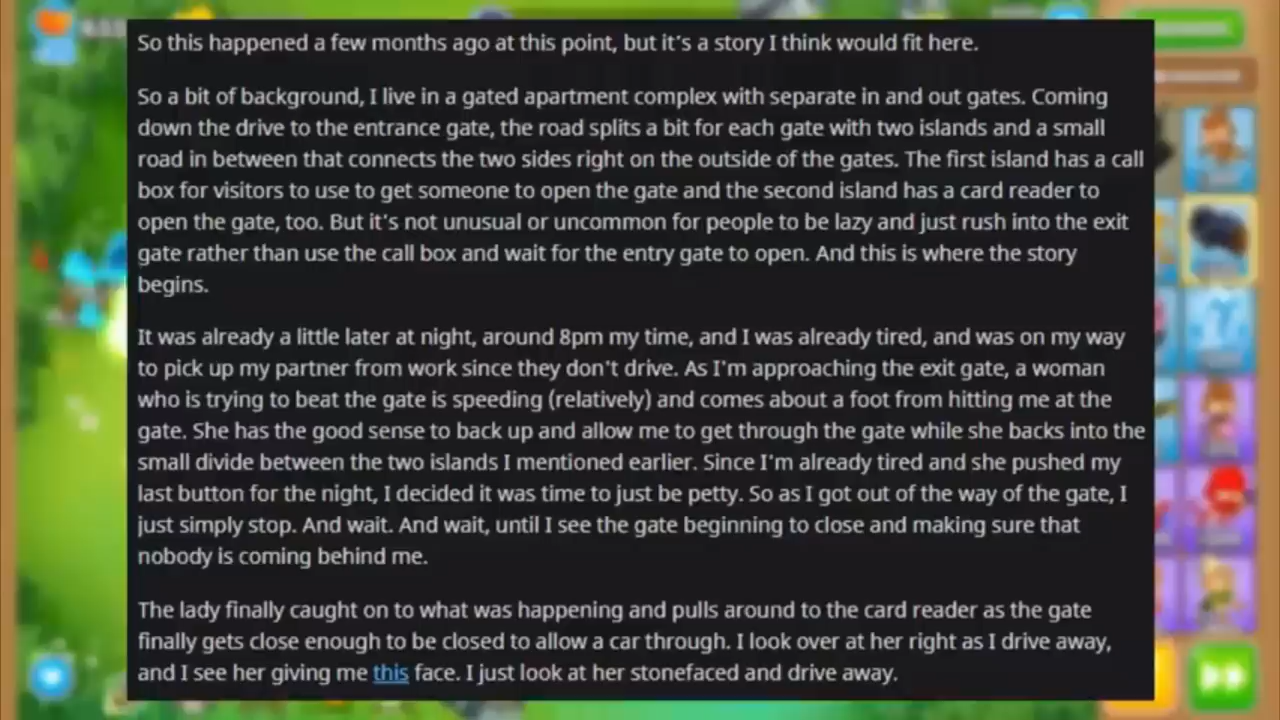 So this happened a few months ago at this point, but it's a story I think would fit here.
So a bit of background, I live in a gated apartment complex with separate in and out gates. Coming
down the drive to the entrance gate, the road splits a bit for each gate with two islands and a small
road in between that connects the two sides right on the outside of the gates. The first island has a call
box for visitors to use to get someone to open the gate and the second island has a card reader to
open the gate, too. But it's not unusual or uncommon for people to be lazy and just rush into the exit
gate rather than use the call box and wait for the entry gate to open. And this is where the story
begins.
It was already a little later at night, around 8pm my time, and I was already tired, and was on my way
to pick up my partner from work since they don't drive. As I'm approaching the exit gate, a woman
who is trying to beat the gate is speeding (relatively) and comes about a foot from hitting me at the
gate. She has the good sense to back up and allow me to get through the gate while she backs into the
small divide between the two islands I mentioned earlier. Since I'm already tired and she pushed my
last button for the night, I decided it was time to just be petty. So as I got out of the way of the gate, I
just simply stop. And wait. And wait, until I see the gate beginning to close and making sure that
nobody is coming behind me.
The lady finally caught on to what was happening and pulls around to the card reader as the gate
finally gets close enough to be closed to allow a car through. I look over at her right as I drive away,
and I see her giving me this face. I just look at her stonefaced and drive away.